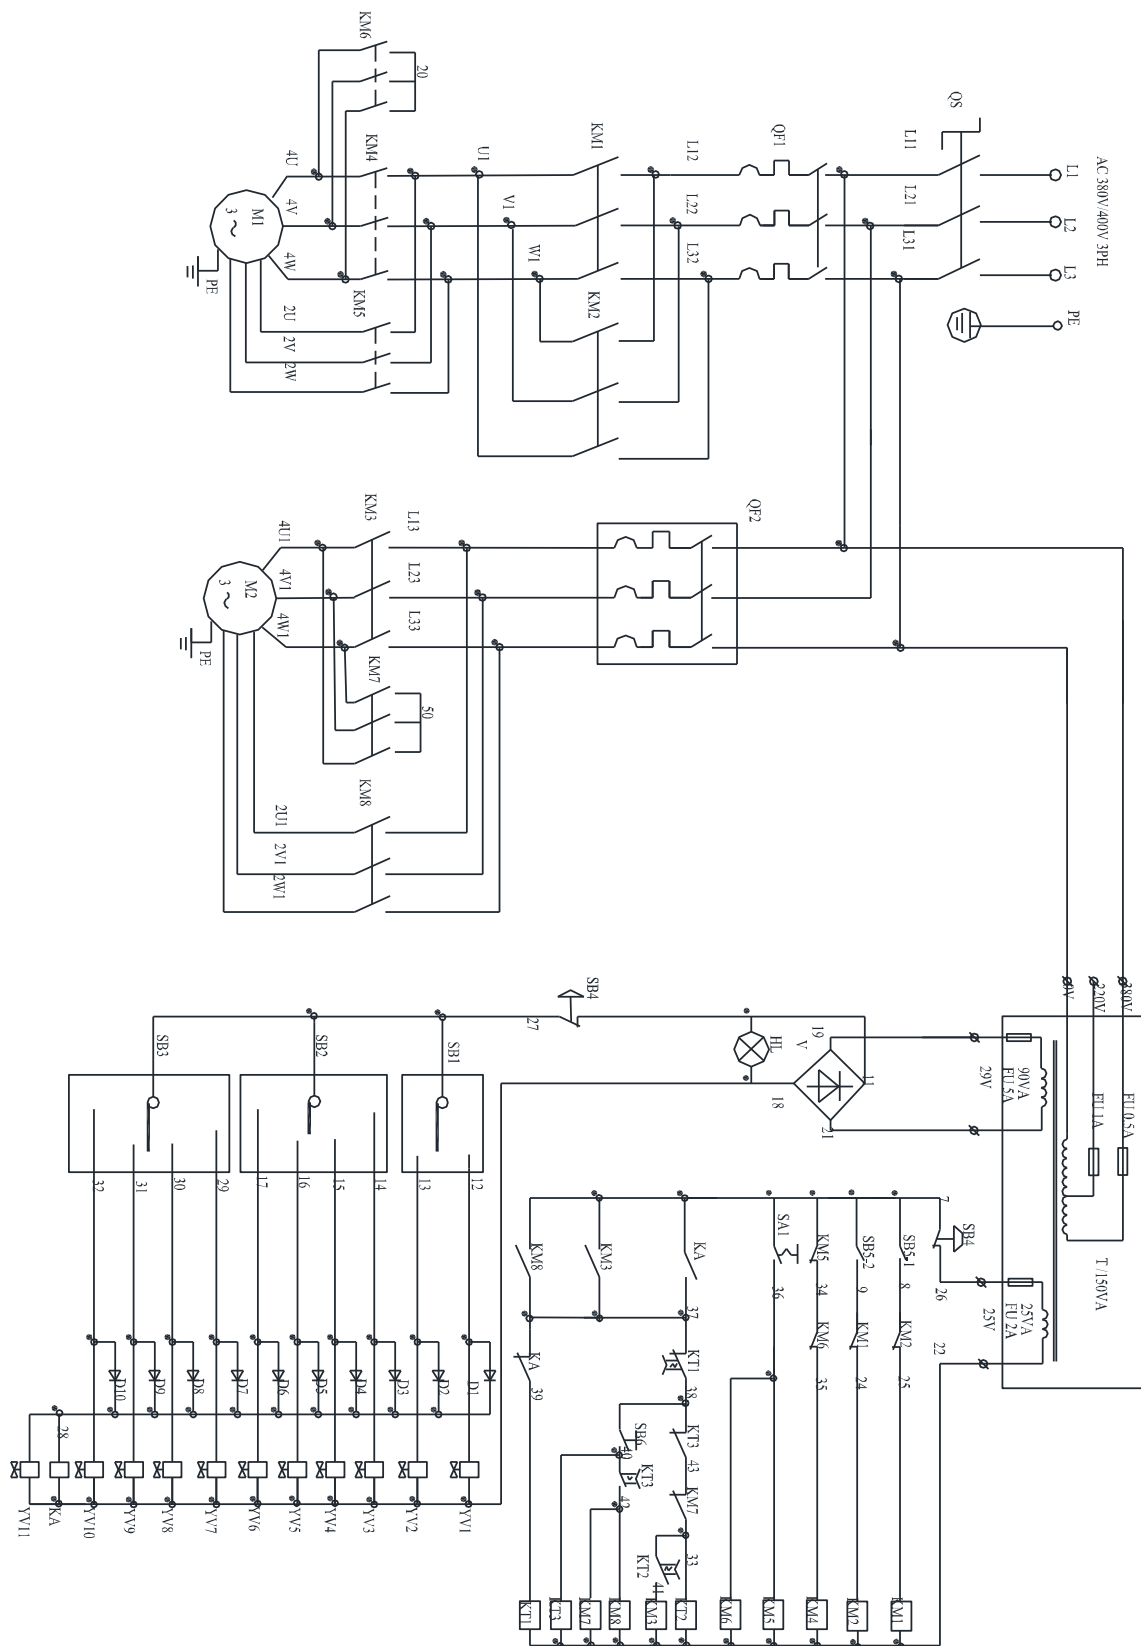 AC 380V/400V 3PH
L1
L2
L3
PE
QS
L11
L21
L31
QF1
L12
L22
L32
KM1
KM2
U1
V1
W1
KM6
20
KM4
KM5
4U
4V
4W
2U
2V
2W
M1
3 ~
PE
QF2
L13
L23
L33
KM3
KM7
50
KM8
4U1
4V1
4W1
2U1
2V1
2W1
M2
3 ~
PE
0V
220V
380V
FU 1A
FU 0.5A
T /150VA
90VA
FU 5A
29V
25VA
FU 2A
25V
19
V
11
18
21
HL
SB4
27
SB1
SB2
SB3
12
13
14
15
16
17
29
30
31
32
D1
D2
D3
D4
D5
D6
D7
D8
D9
D10
28
YV1
YV2
YV3
YV4
YV5
YV6
YV7
YV8
YV9
YV10
KA
YV11
7
SB4
26
22
SB5-1
8
KM2
25
SB5-2
9
KM1
24
KM5
34
KM6
35
SA1
36
KA
37
KT1
38
KT3
43
KM7
33
KT2
41
SB6
40
KT3
42
KM3
KM8
KA
39
KM1
KM2
KM4
KM5
KM6
KT2
KM3
KM8
KM7
KT3
KT1